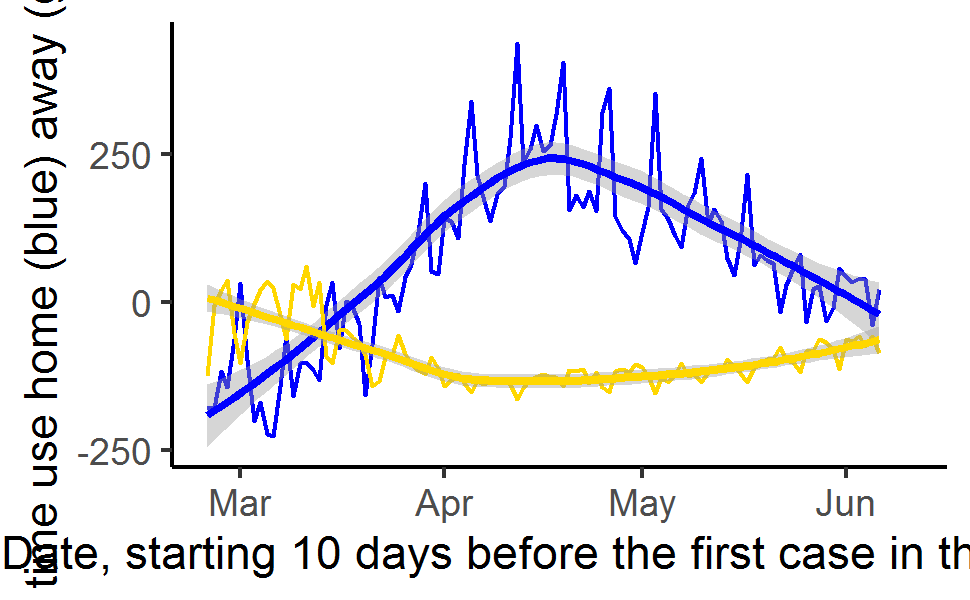 time use home (blue) away (
250
0
-250
Mar Apr May Jun
Date, starting 10 days before the first case in th